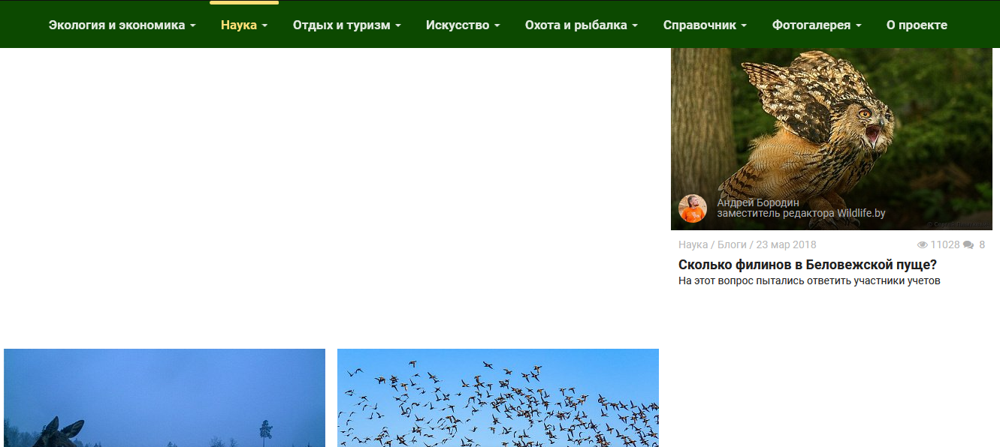 Экология и экономика Наука Отдых и туризм Искусство Охота и рыбалка Справочник Фотогалерея О проекте
Андрей Бородин
заместитель редактора Wildlife.by
Наука / Блоги / 23 мар 2018 11028 8
Сколько филинов в Беловежской пуще?
На этот вопрос пытались ответить участники учетов